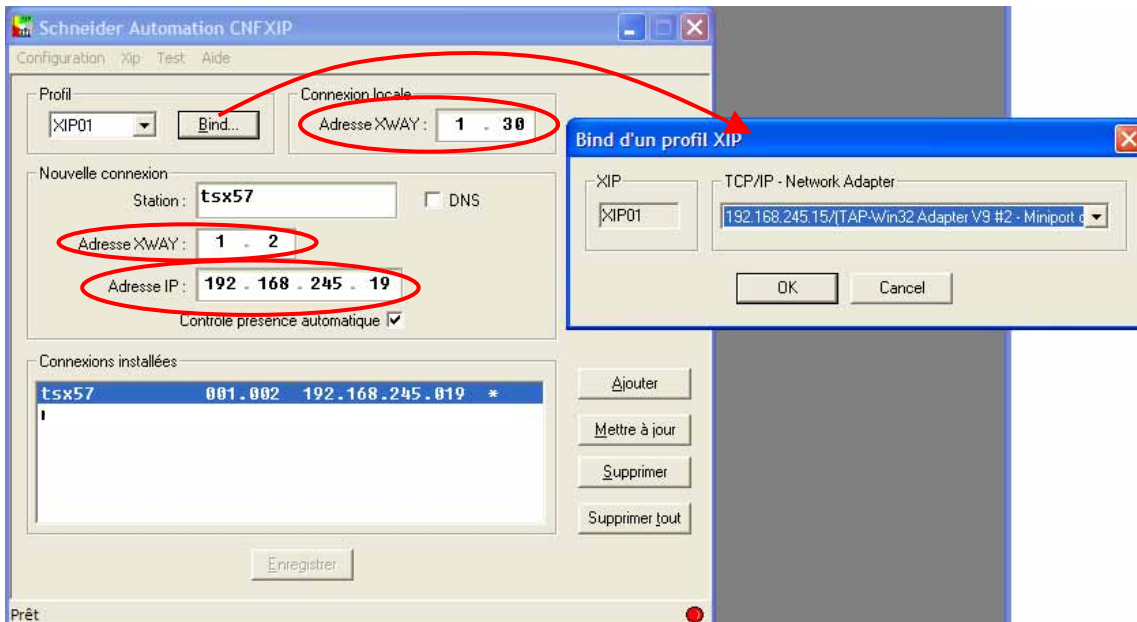 Schneider Automation CNFXIP
Configuration Xip Test Aide
Profil
XIP01
Bind...
Connexion locale
Adresse XWAY : 1 . 30
Nouvelle connexion
Station : tsx57
DNS
Adresse XWAY : 1 . 2
Adresse IP : 192 . 168 . 245 . 19
Contrôle présence automatique
Connexions installées
tsx57 001.002 192.168.245.019 *
Ajouter
Mettre à jour
Supprimer
Supprimer tout
Enregistrer
Prêt
Bind d'un profil XIP
XIP
XIP01
TCP/IP - Network Adapter
192.168.245.15/(TAP-Win32 Adapter V9 #2 - Miniport
OK
Cancel